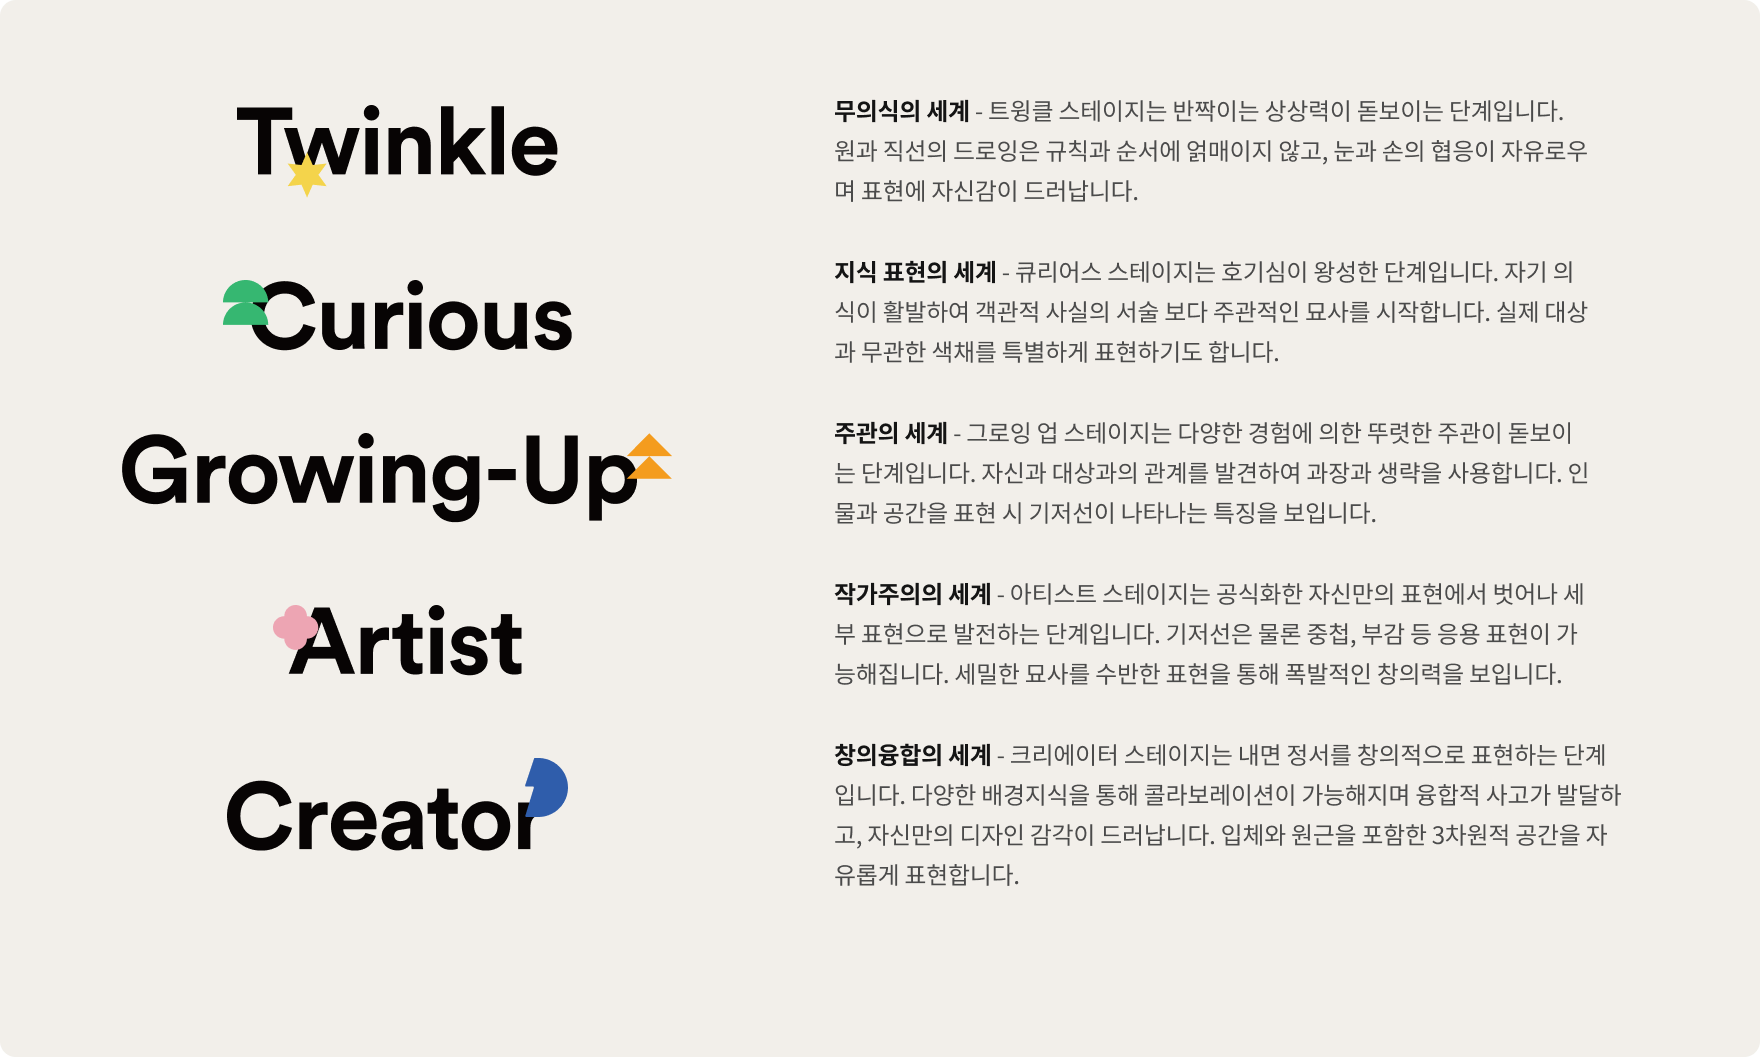 Twinkle
무의식의 세계 - 트윙클 스테이지는 반짝이는 상상력이 돋보이는 단계입니다.
원과 직선의 드로잉은 규칙과 순서에 얽매이지 않고, 눈과 손의 협응이 자유로우
며 표현에 자신감이 드러납니다.
Curious
지식 표현의 세계 - 큐리어스 스테이지는 호기심이 왕성한 단계입니다. 자기 의
식이 활발하여 객관적 사실의 서술 보다 주관적인 묘사를 시작합니다. 실제 대상
과 무관한 색채를 특별하게 표현하기도 합니다.
Growing-Up
주관의 세계 - 그로잉 업 스테이지는 다양한 경험에 의한 뚜렷한 주관이 돋보이
는 단계입니다. 자신과 대상과의 관계를 발견하여 과장과 생략을 사용합니다. 인
물과 공간을 표현 시 기저선이 나타나는 특징을 보입니다.
Artist
작가주의의 세계 - 아티스트 스테이지는 공식화한 자신만의 표현에서 벗어나 세
부 표현으로 발전하는 단계입니다. 기저선은 물론 중첩, 부감 등 응용 표현이 가
능해집니다. 세밀한 묘사를 수반한 표현을 통해 폭발적인 창의력을 보입니다.
Creator
창의융합의 세계 - 크리에이터 스테이지는 내면 정서를 창의적으로 표현하는 단계
입니다. 다양한 배경지식을 통해 콜라보레이션이 가능해지며 융합적 사고가 발달하
고, 자신만의 디자인 감각이 드러납니다. 입체와 원근을 포함한 3차원적 공간을 자
유롭게 표현합니다.